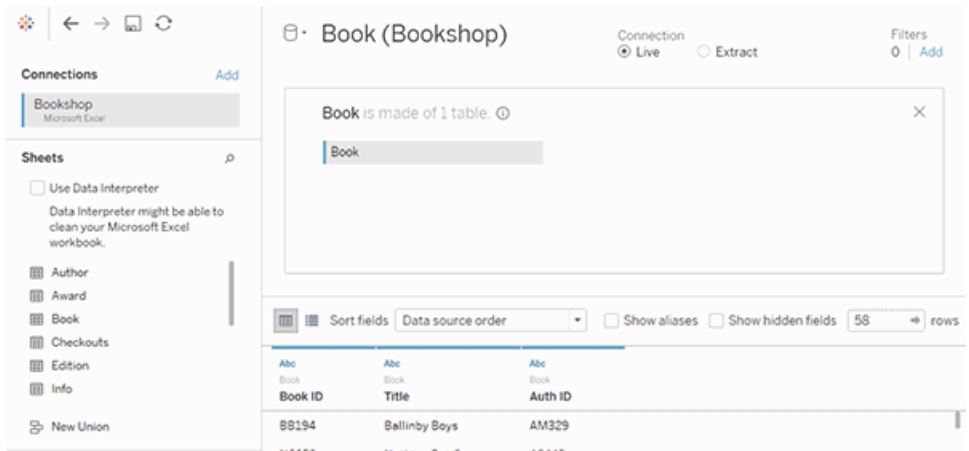 Book (Bookshop)
Connection
Live
Extract
Filters
0 | Add
Connections
Add
Bookshop
Microsoft Excel
Sheets
Use Data Interpreter
Data Interpreter might be able to
clean your Microsoft Excel
workbook.
Author
Award
Book
Checkouts
Edition
Info
New Union
Book is made of 1 table.
Book
Sort fields
Data source order
Show aliases
Show hidden fields
58
rows
Abc Abc Abc
Book Book Book
Book ID Title Auth ID
BB194 Ballinby Boys AM329